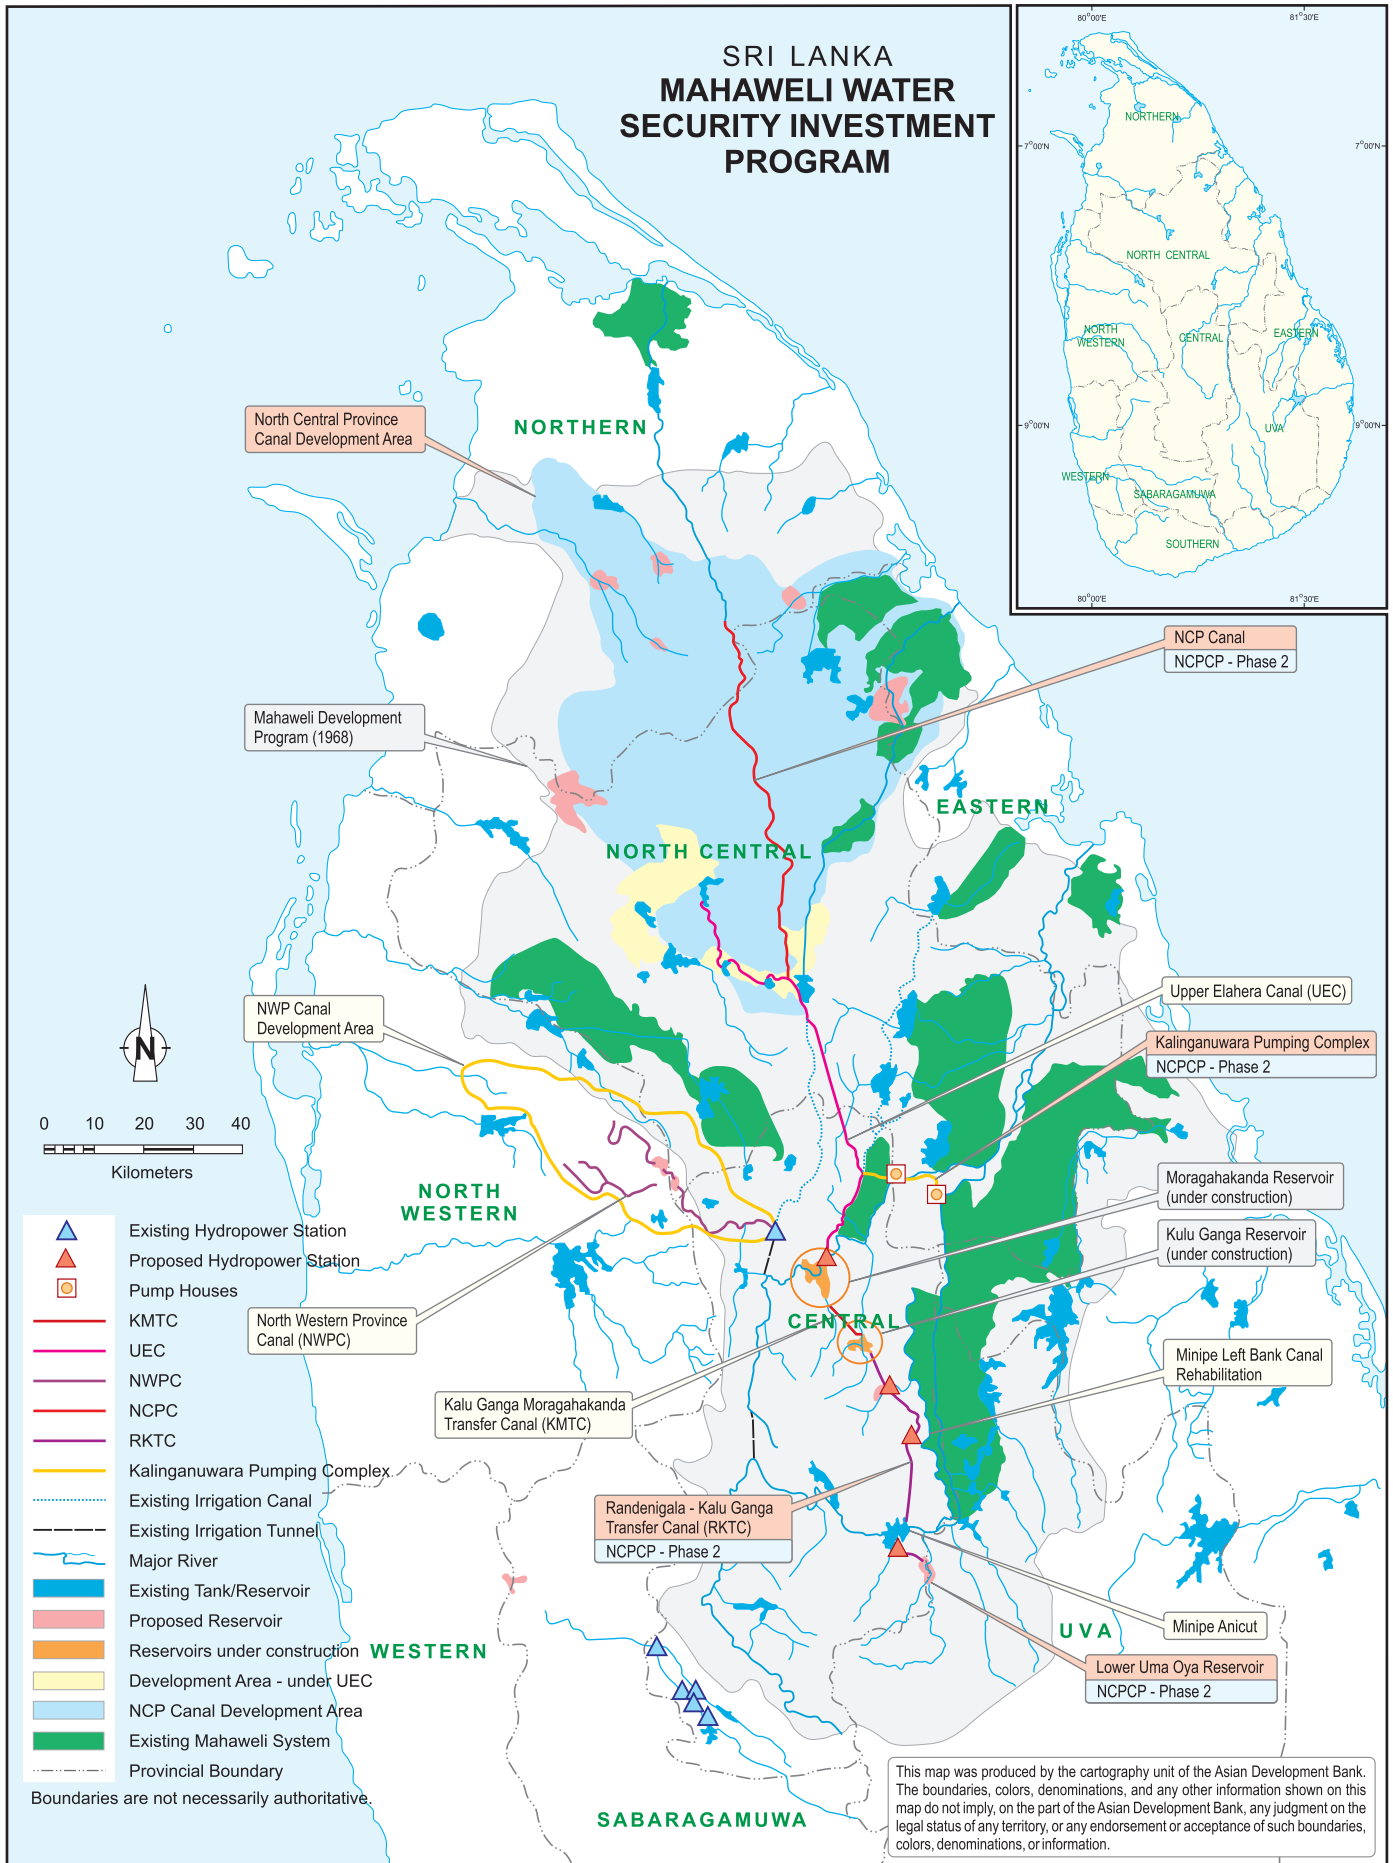 SRI LANKA
MAHAWELI WATER
SECURITY INVESTMENT
PROGRAM
80°00'E
81°30'E
NORTHERN
7°00'N
7°00'N
NORTH CENTRAL
NORTH
WESTERN
CENTRAL
EASTERN
9°00'N
UVA
9°00'N
WESTERN
SABARAGAMUWA
SOUTHERN
80°00'E
81°30'E
North Central Province
Canal Development Area
NORTHERN
NCP Canal
NCPCP - Phase 2
Mahaweli Development
Program (1968)
EASTERN
NORTH CENTRAL
NWP Canal
Development Area
Upper Elahera Canal (UEC)
Kalinganuwara Pumping Complex
NCPCP - Phase 2
N
0
10
20
30
40
Kilometers
NORTH
WESTERN
Moragahakanda Reservoir
(under construction)
Kulu Ganga Reservoir
(under construction)
North Western Province
Canal (NWPC)
CENTRAL
Minipe Left Bank Canal
Rehabilitation
Kalu Ganga Moragahakanda
Transfer Canal (KMTC)
Randenigala - Kalu Ganga
Transfer Canal (RKTC)
NCPCP - Phase 2
Minipe Anicut
UVA
Lower Uma Oya Reservoir
NCPCP - Phase 2
WESTERN
SABARAGAMUWA
Existing Hydropower Station
Proposed Hydropower Station
Pump Houses
KMTC
UEC
NWPC
NCPC
RKTC
Kalinganuwara Pumping Complex
Existing Irrigation Canal
Existing Irrigation Tunnel
Major River
Existing Tank/Reservoir
Proposed Reservoir
Reservoirs under construction
Development Area - under UEC
NCP Canal Development Area
Existing Mahaweli System
Provincial Boundary
Boundaries are not necessarily authoritative.
This map was produced by the cartography unit of the Asian Development Bank.
The boundaries, colors, denominations, and any other information shown on this
map do not imply, on the part of the Asian Development Bank, any judgment on the
legal status of any territory, or any endorsement or acceptance of such boundaries,
colors, denominations, or information.